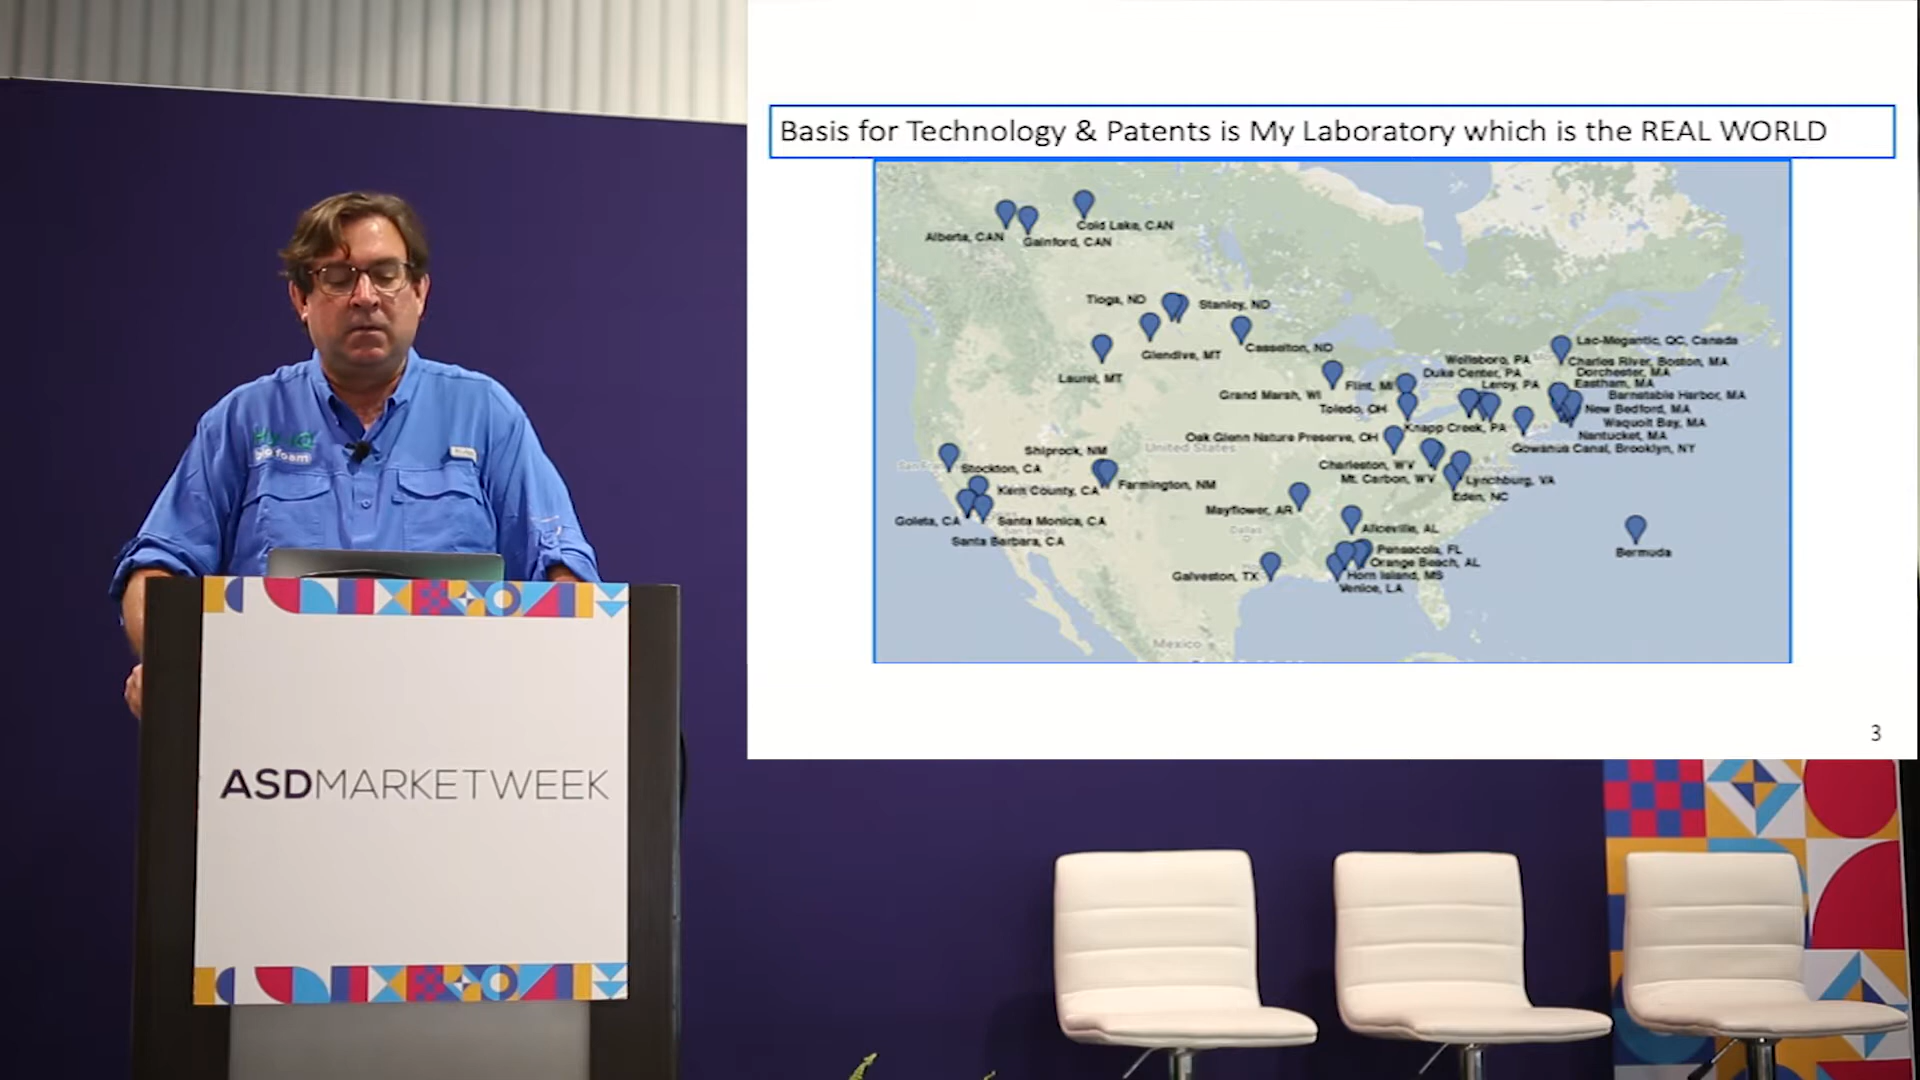 Basis for Technology & Patents is My Laboratory which is the REAL WORLD
Cold Lake, CAN
Alberta, CAN
Gainford, CAN
Tioga, ND
Stanley, ND
Glendive, MT
Casselton, ND
Laurel, MT
Lac-Megantic, QC, Canada
Wellsboro, PA
Charles River, Boston, MA
Duke Center, PA
Dorchester, MA
Flint, MI
Leroy, PA
Eastham, MA
Grand Marsh, WI
Barnstable Harbor, MA
Toledo, OH
New Bedford, MA
Knapp Creek, PA
Waquoit Bay, MA
Nantucket, MA
Oak Glenn Nature Preserve, OH
Gowanus Canal, Brooklyn, NY
United States
Shiprock, NM
Stockton, CA
Charleston, WV
Mt. Carbon, WV
Lynchburg, VA
Farmington, NM
Kern County, CA
Eden, NC
Mayflower, AR
Goleta, CA
Santa Monica, CA
Dallas
Aliceville, AL
Santa Barbara, CA
Pensacola, FL
Bermuda
Orange Beach, AL
Galveston, TX
Horn Island, MS
Venice, LA
Mexico
3
bio foam
ASDMARKETWEEK